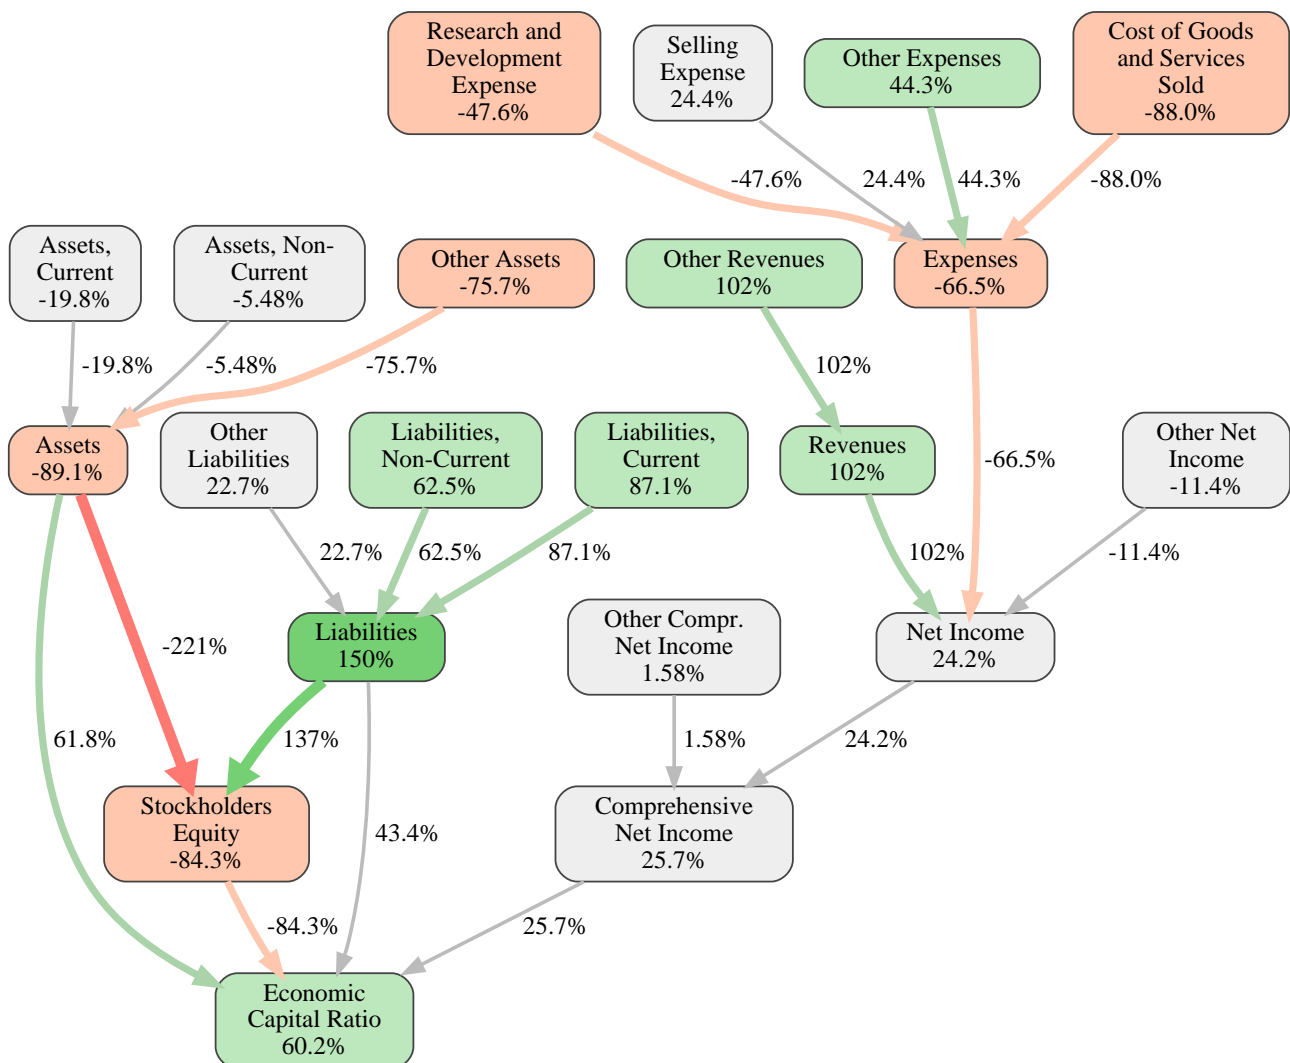 Research and
Development
Expense
-47.6%
Selling
Expense
24.4%
Other Expenses
44.3%
Cost of Goods
and Services
Sold
-88.0%
-47.6%
24.4%
44.3%
-88.0%
Assets,
Current
-19.8%
Assets, Non-
Current
-5.48%
Other Assets
-75.7%
Other Revenues
102%
Expenses
-66.5%
-19.8%
-5.48%
-75.7%
102%
Assets
-89.1%
Other
Liabilities
22.7%
Liabilities,
Non-Current
62.5%
Liabilities,
Current
87.1%
Revenues
102%
-66.5%
Other Net
Income
-11.4%
22.7%
62.5%
87.1%
102%
-11.4%
Liabilities
150%
Other Compr.
Net Income
1.58%
Net Income
24.2%
-221%
61.8%
137%
1.58%
24.2%
Stockholders
Equity
-84.3%
43.4%
Comprehensive
Net Income
25.7%
-84.3%
25.7%
Economic
Capital Ratio
60.2%